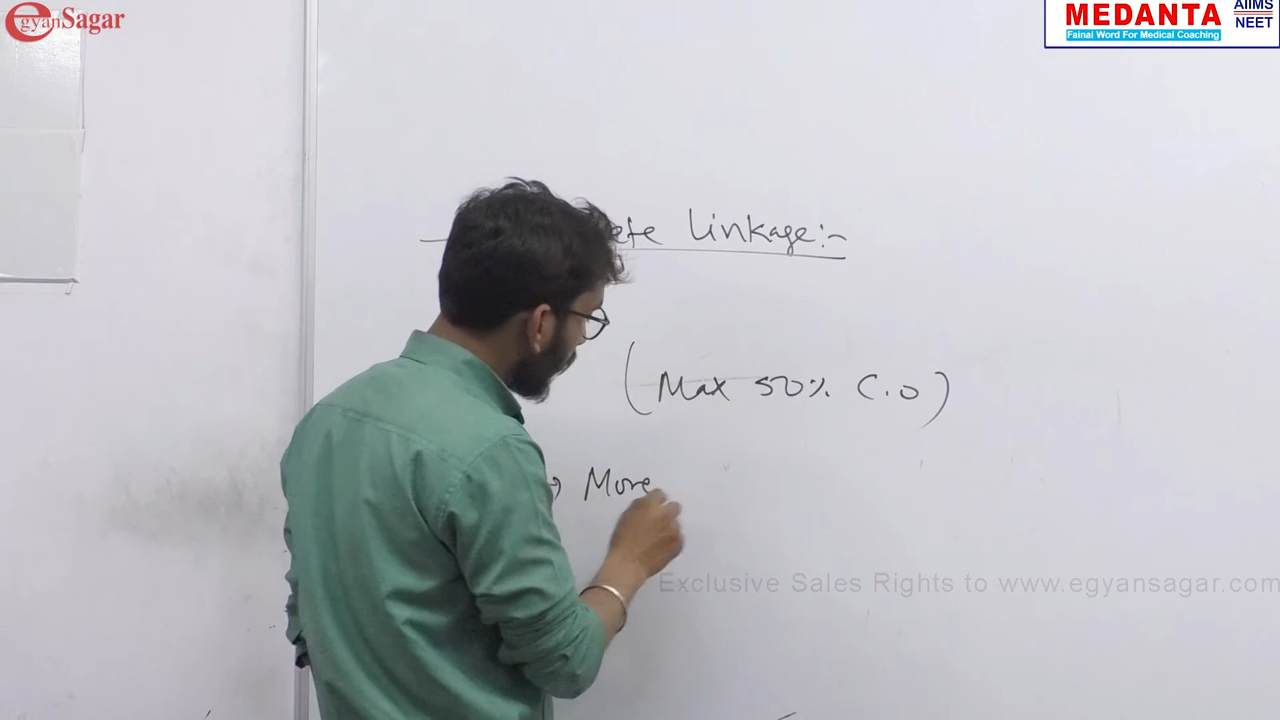 egyanSagar
MEDANTA AIIMS NEET
Fainal Word For Medical Coaching
linkage:-
(Max 50% C.O)
→ More
Exclusive Sales Rights to www.egyansagar.com